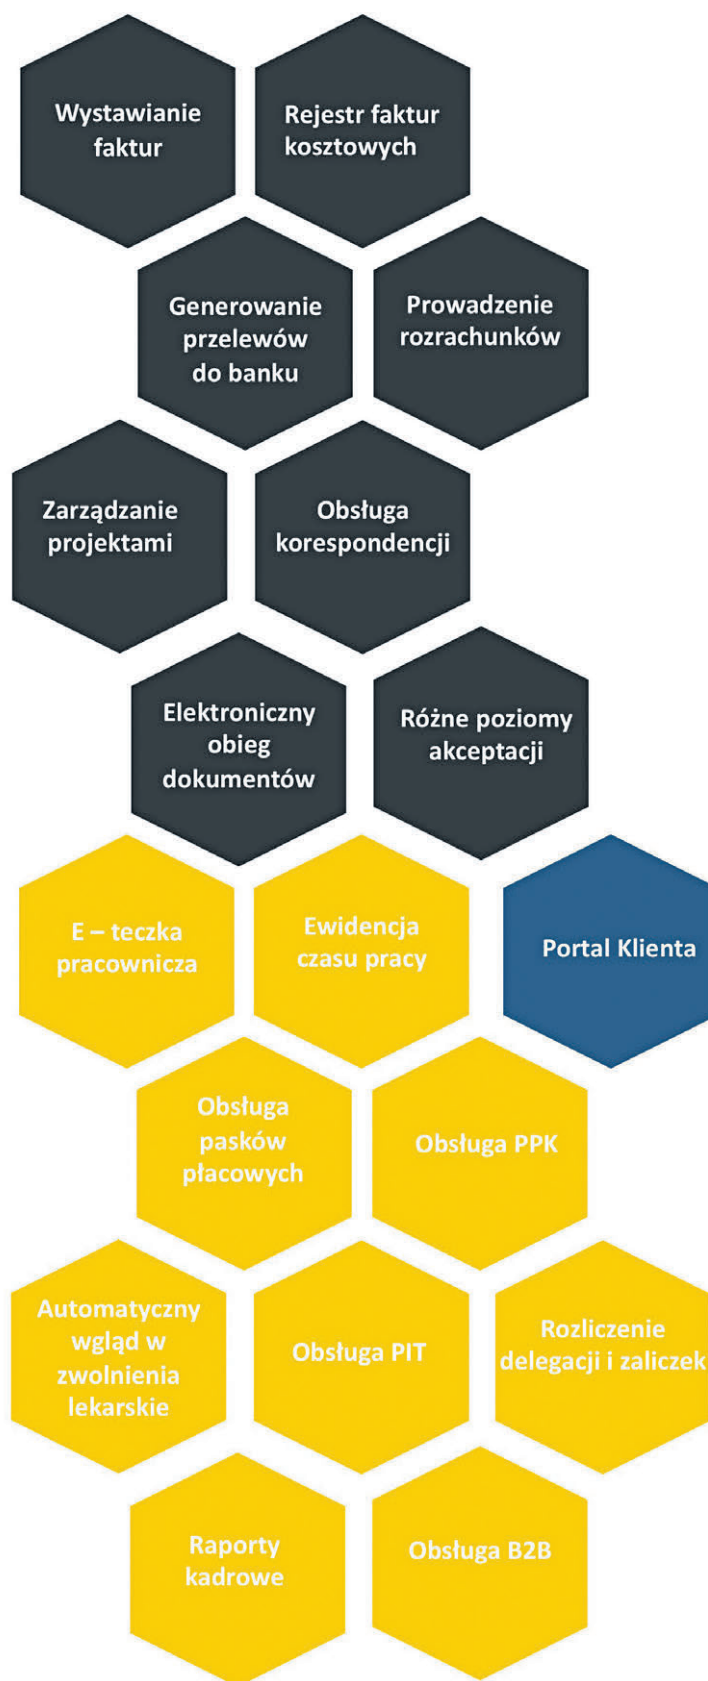 Wystawianie
faktur
Rejestr faktur
kosztowych
Generowanie
przelewów
do banku
Prowadzenie
rozrachunków
Zarządzanie
projektami
Obsługa
korespondencji
Elektroniczny
obieg
dokumentów
Różne poziomy
akceptacji
E – teczka
pracownicza
Ewidencja
czasu pracy
Portal Klienta
Obsługa
pasków
płacowych
Obsługa PPK
Automatyczny
wgląd w
zwolnienia
lekarskie
Obsługa PIT
Rozliczenie
delegacji i zaliczek
Raporty
kadrowe
Obsługa B2B